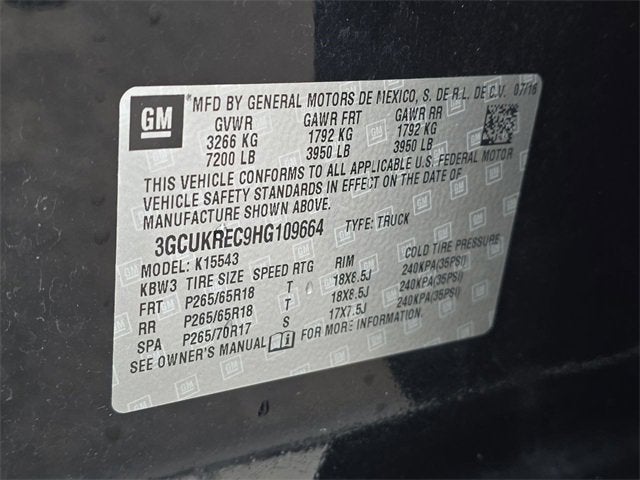 GM
*MFD BY GENERAL MOTORS DE MEXICO, S. DE R.L. DE C.V. 07/16
GVWR GAWR FRT GAWR RR
3266 KG 1792 KG 1792 KG
7200 LB 3950 LB 3950 LB
THIS VEHICLE CONFORMS TO ALL APPLICABLE U.S. FEDERAL MOTOR
VEHICLE SAFETY STANDARDS IN EFFECT ON THE DATE OF
MANUFACTURE SHOWN ABOVE.
3GCUKREC9HG109664 TYPE: TRUCK
MODEL: K15543
KBW3 TIRE SIZE SPEED RTG RIM COLD TIRE PRESSURE
FRT P265/65R18 T 18X8.5J 240KPA(35PSI)
RR P265/65R18 T 18X8.5J 240KPA(35PSI)
SPA P265/70R17 S 17X7.5J 240KPA(35PSI)
SEE OWNER'S MANUAL FOR MORE INFORMATION.